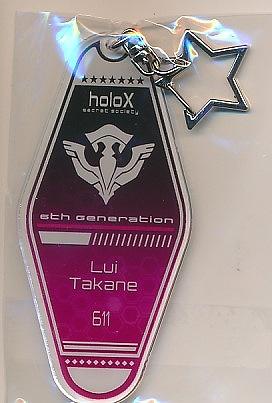 holoX
secret society
6th Generation
Lui
Takane
611